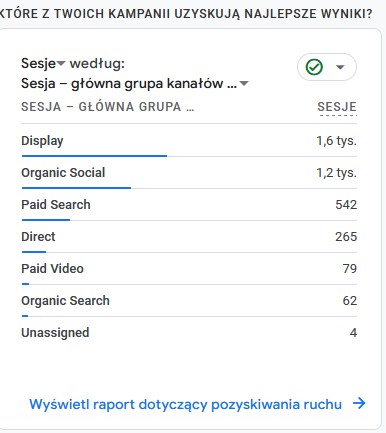 KTÓRE Z TWOICH KAMPANII UZYSKUJĄ NAJLEPSZE WYNIKI?
Sesje według:
Sesja – główna grupa kanałów ...
SESJA – GŁÓWNA GRUPA ... SESJE
Display 1,6 tys.
Organic Social 1,2 tys.
Paid Search 542
Direct 265
Paid Video 79
Organic Search 62
Unassigned 4
Wyświetl raport dotyczący pozyskiwania ruchu